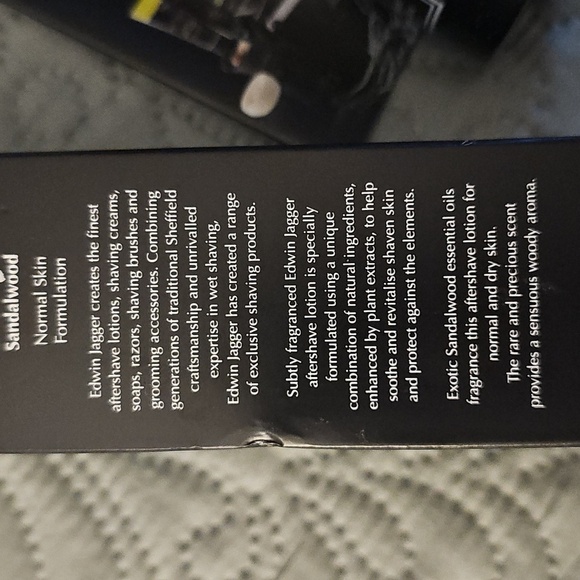 Sandalwood
Normal Skin
Formulation
Edwin Jagger creates the finest
aftershave lotions, shaving creams,
soaps, razors, shaving brushes and
grooming accessories. Combining
generations of traditional Sheffield
craftsmanship and unrivalled
expertise in wet shaving,
Edwin Jagger has created a range
of exclusive shaving products.
Subtly fragranced Edwin Jagger
aftershave lotion is specially
formulated using a unique
combination of natural ingredients,
enhanced by plant extracts, to help
soothe and revitalise shaven skin
and protect against the elements.
Exotic Sandalwood essential oils
fragrance this aftershave lotion for
normal and dry skin.
The rare and precious scent
provides a sensuous woody aroma.